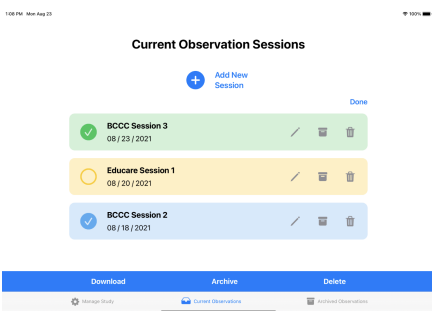 1:08 PM Mon Aug 23
100%
Current Observation Sessions
Add New
Session
Done
BCCC Session 3
08 / 23 / 2021
Educare Session 1
08 / 20 / 2021
BCCC Session 2
08 / 18 / 2021
Download Archive Delete
Manage Study Current Observations Archived Observations